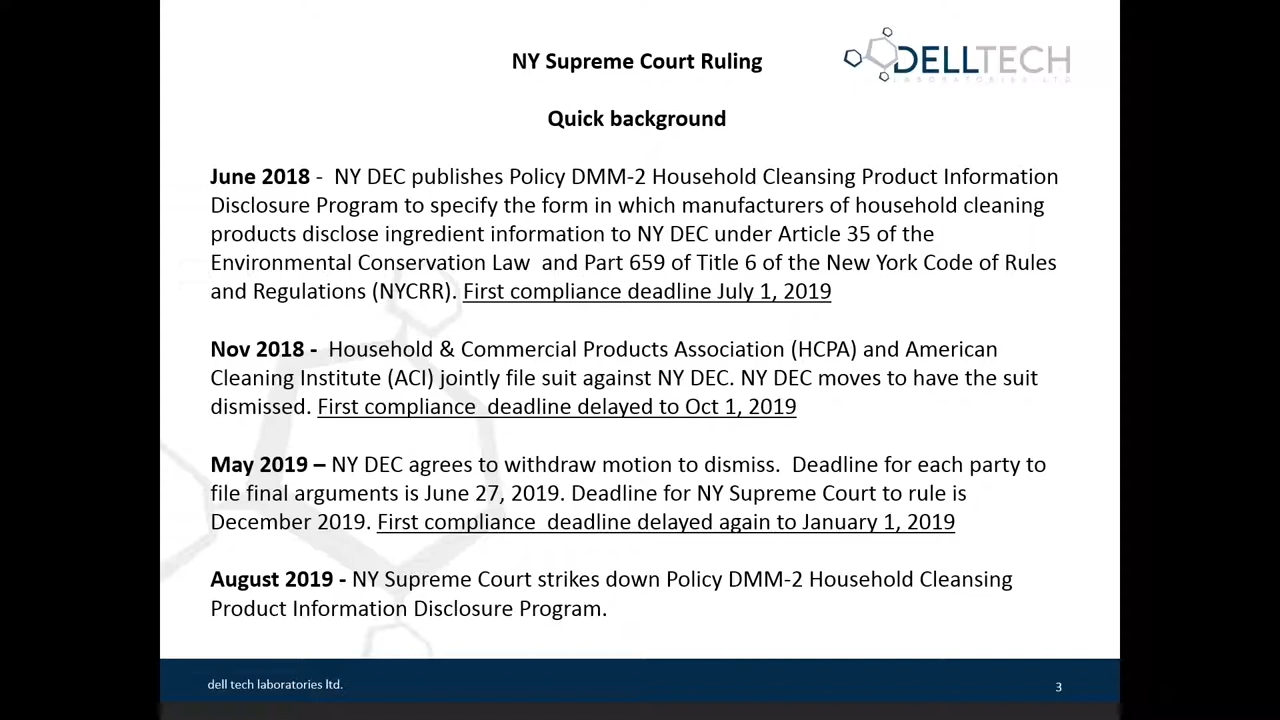 NY Supreme Court Ruling
DELLTECH
LABORATORIES LTD.
Quick background
June 2018 - NY DEC publishes Policy DMM-2 Household Cleansing Product Information
Disclosure Program to specify the form in which manufacturers of household cleaning
products disclose ingredient information to NY DEC under Article 35 of the
Environmental Conservation Law and Part 659 of Title 6 of the New York Code of Rules
and Regulations (NYCRR). First compliance deadline July 1, 2019
Nov 2018 - Household & Commercial Products Association (HCPA) and American
Cleaning Institute (ACI) jointly file suit against NY DEC. NY DEC moves to have the suit
dismissed. First compliance deadline delayed to Oct 1, 2019
May 2019 – NY DEC agrees to withdraw motion to dismiss. Deadline for each party to
file final arguments is June 27, 2019. Deadline for NY Supreme Court to rule is
December 2019. First compliance deadline delayed again to January 1, 2019
August 2019 - NY Supreme Court strikes down Policy DMM-2 Household Cleansing
Product Information Disclosure Program.
dell tech laboratories ltd.
3